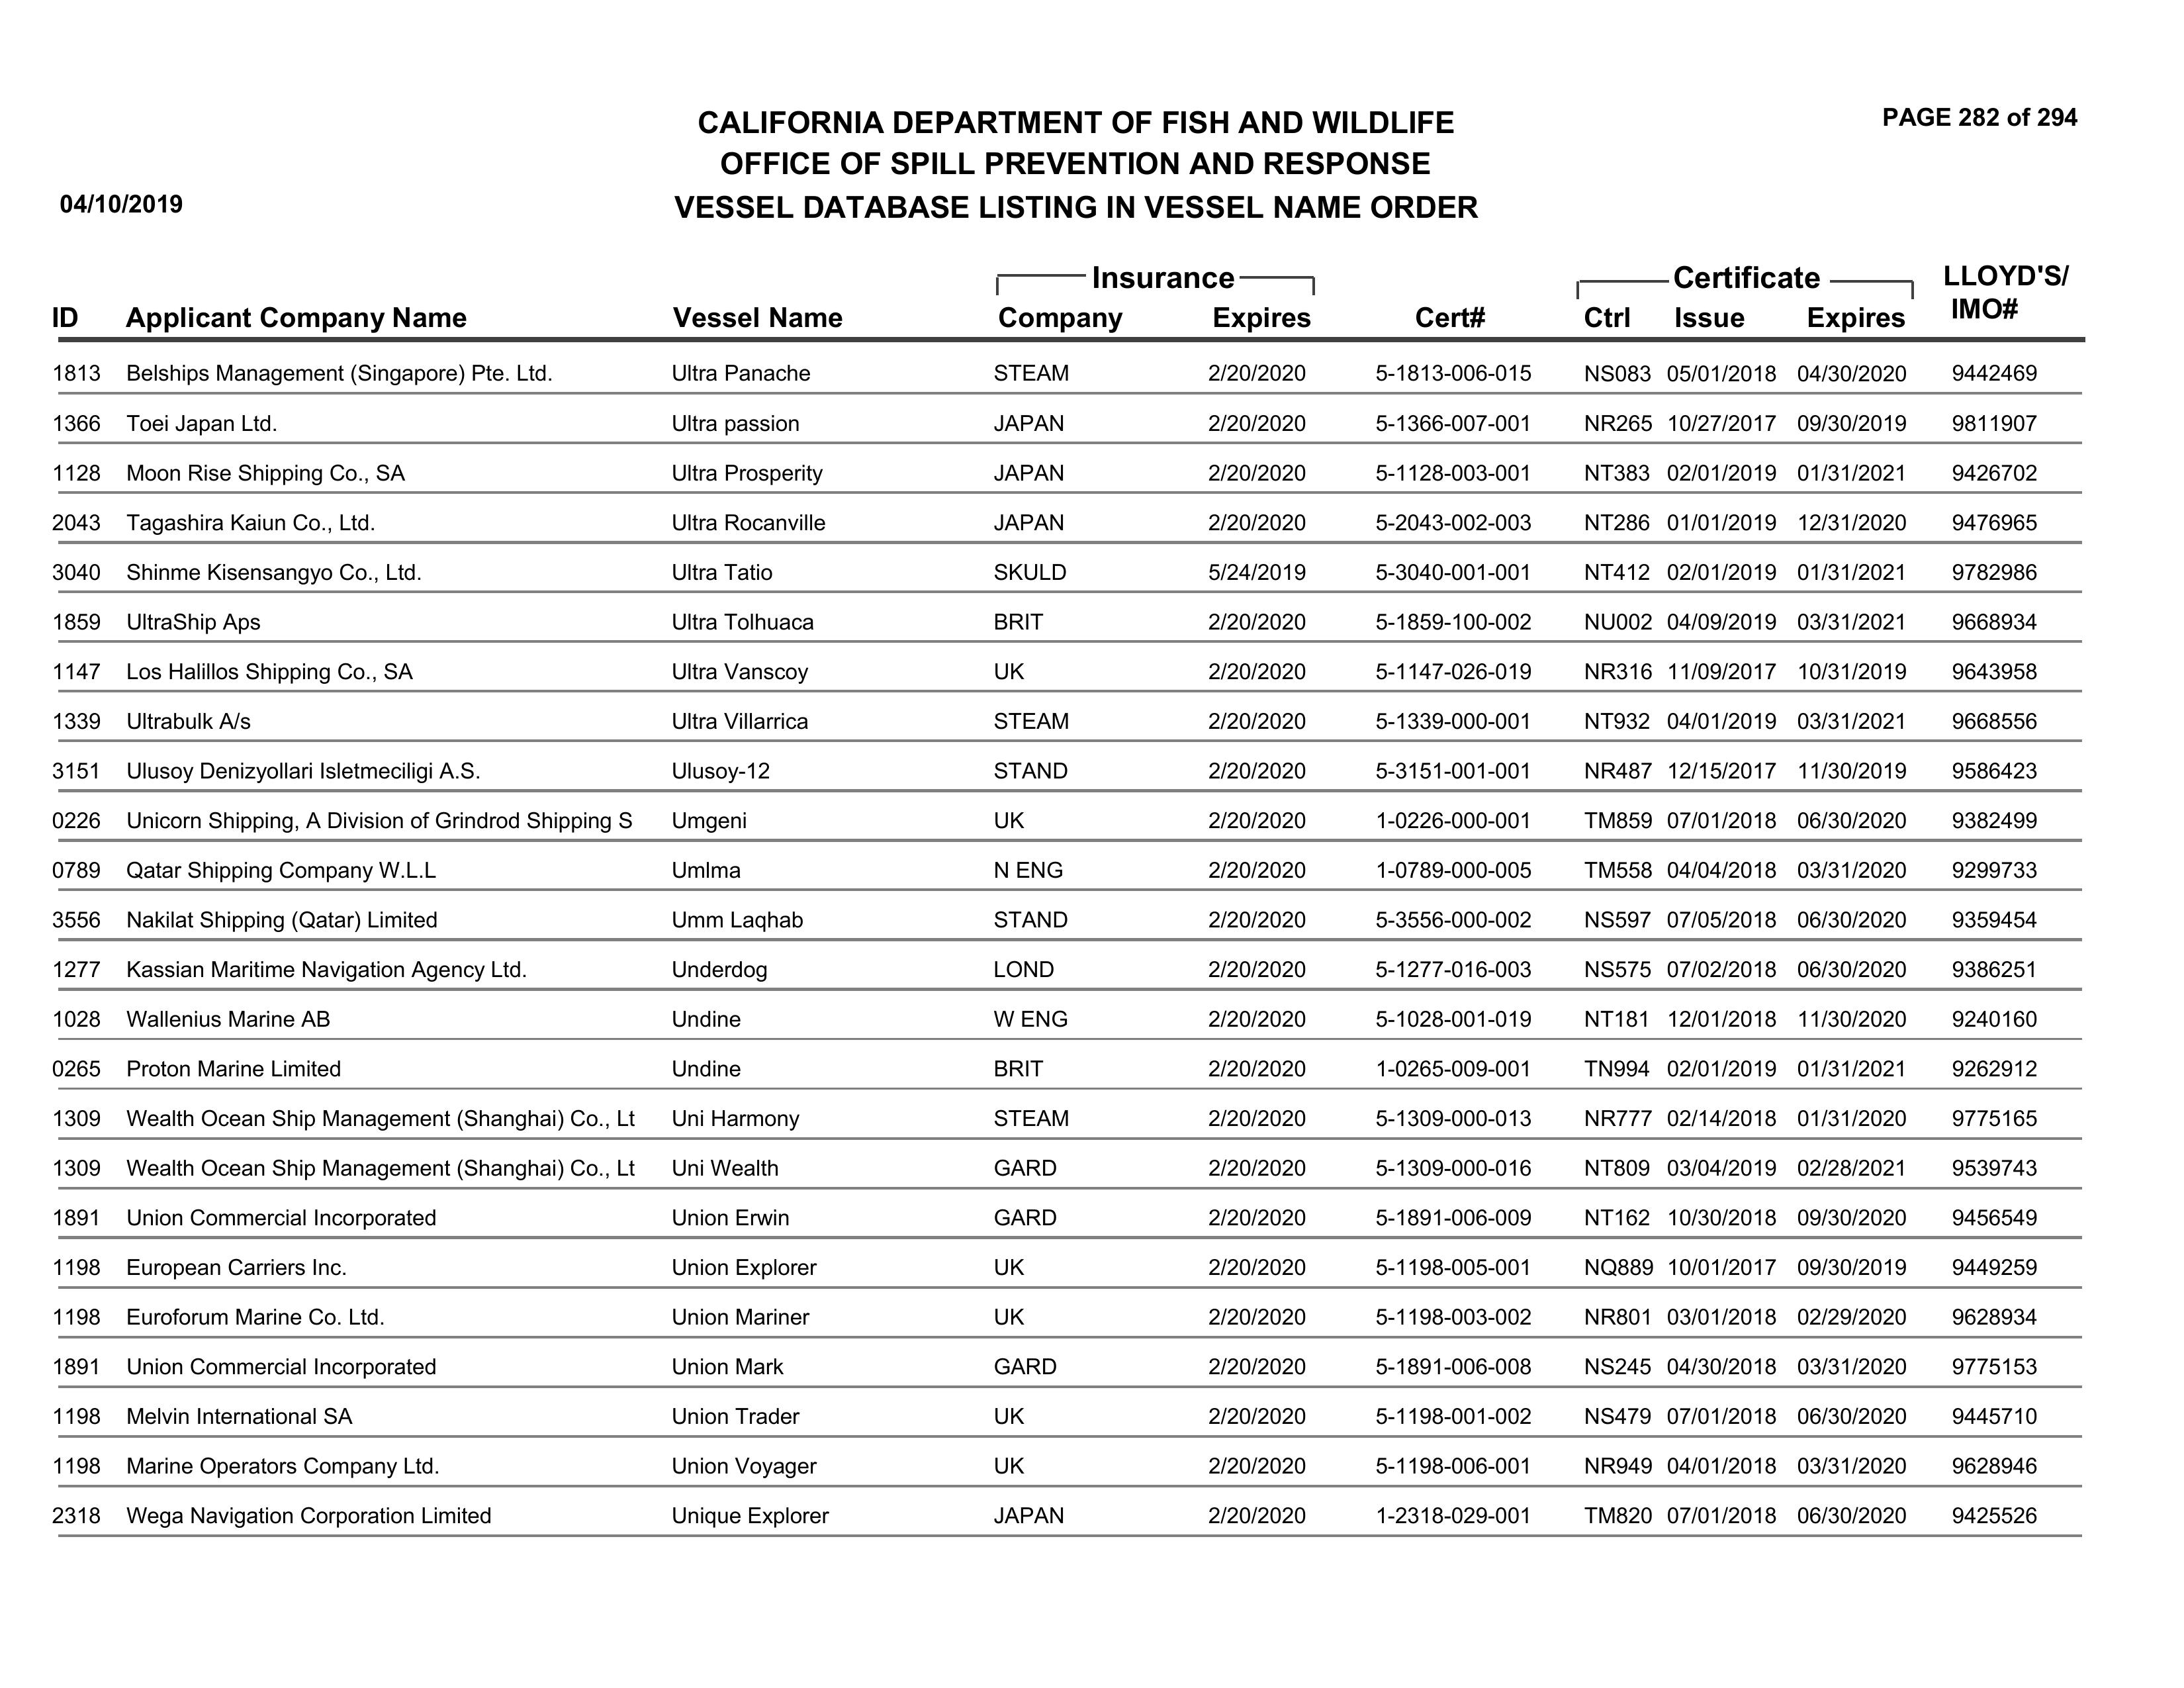 CALIFORNIA DEPARTMENT OF FISH AND WILDLIFE PAGE 282 of 294
OFFICE OF SPILL PREVENTION AND RESPONSE
04/10/2019 VESSEL DATABASE LISTING IN VESSEL NAME ORDER
Insurance Certificate LLOYD'S/
ID Applicant Company Name Vessel Name Company Expires Cert# Ctrl Issue Expires IMO#
1813 Belships Management (Singapore) Pte. Ltd. Ultra Panache STEAM 2/20/2020 5-1813-006-015 NS083 05/01/2018 04/30/2020 9442469
1366 Toei Japan Ltd. Ultra passion JAPAN 2/20/2020 5-1366-007-001 NR265 10/27/2017 09/30/2019 9811907
1128 Moon Rise Shipping Co., SA Ultra Prosperity JAPAN 2/20/2020 5-1128-003-001 NT383 02/01/2019 01/31/2021 9426702
2043 Tagashira Kaiun Co., Ltd. Ultra Rocanville JAPAN 2/20/2020 5-2043-002-003 NT286 01/01/2019 12/31/2020 9476965
3040 Shinme Kisensangyo Co., Ltd. Ultra Tatio SKULD 5/24/2019 5-3040-001-001 NT412 02/01/2019 01/31/2021 9782986
1859 UltraShip Aps Ultra Tolhuaca BRIT 2/20/2020 5-1859-100-002 NU002 04/09/2019 03/31/2021 9668934
1147 Los Halillos Shipping Co., SA Ultra Vanscoy UK 2/20/2020 5-1147-026-019 NR316 11/09/2017 10/31/2019 9643958
1339 Ultrabulk A/s Ultra Villarrica STEAM 2/20/2020 5-1339-000-001 NT932 04/01/2019 03/31/2021 9668556
3151 Ulusoy Denizyollari Isletmeciligi A.S. Ulusoy-12 STAND 2/20/2020 5-3151-001-001 NR487 12/15/2017 11/30/2019 9586423
0226 Unicorn Shipping, A Division of Grindrod Shipping S Umgeni UK 2/20/2020 1-0226-000-001 TM859 07/01/2018 06/30/2020 9382499
0789 Qatar Shipping Company W.L.L Umlma N ENG 2/20/2020 1-0789-000-005 TM558 04/04/2018 03/31/2020 9299733
3556 Nakilat Shipping (Qatar) Limited Umm Laqhab STAND 2/20/2020 5-3556-000-002 NS597 07/05/2018 06/30/2020 9359454
1277 Kassian Maritime Navigation Agency Ltd. Underdog LOND 2/20/2020 5-1277-016-003 NS575 07/02/2018 06/30/2020 9386251
1028 Wallenius Marine AB Undine W ENG 2/20/2020 5-1028-001-019 NT181 12/01/2018 11/30/2020 9240160
0265 Proton Marine Limited Undine BRIT 2/20/2020 1-0265-009-001 TN994 02/01/2019 01/31/2021 9262912
1309 Wealth Ocean Ship Management (Shanghai) Co., Lt Uni Harmony STEAM 2/20/2020 5-1309-000-013 NR777 02/14/2018 01/31/2020 9775165
1309 Wealth Ocean Ship Management (Shanghai) Co., Lt Uni Wealth GARD 2/20/2020 5-1309-000-016 NT809 03/04/2019 02/28/2021 9539743
1891 Union Commercial Incorporated Union Erwin GARD 2/20/2020 5-1891-006-009 NT162 10/30/2018 09/30/2020 9456549
1198 European Carriers Inc. Union Explorer UK 2/20/2020 5-1198-005-001 NQ889 10/01/2017 09/30/2019 9449259
1198 Euroforum Marine Co. Ltd. Union Mariner UK 2/20/2020 5-1198-003-002 NR801 03/01/2018 02/29/2020 9628934
1891 Union Commercial Incorporated Union Mark GARD 2/20/2020 5-1891-006-008 NS245 04/30/2018 03/31/2020 9775153
1198 Melvin International SA Union Trader UK 2/20/2020 5-1198-001-002 NS479 07/01/2018 06/30/2020 9445710
1198 Marine Operators Company Ltd. Union Voyager UK 2/20/2020 5-1198-006-001 NR949 04/01/2018 03/31/2020 9628946
2318 Wega Navigation Corporation Limited Unique Explorer JAPAN 2/20/2020 1-2318-029-001 TM820 07/01/2018 06/30/2020 9425526